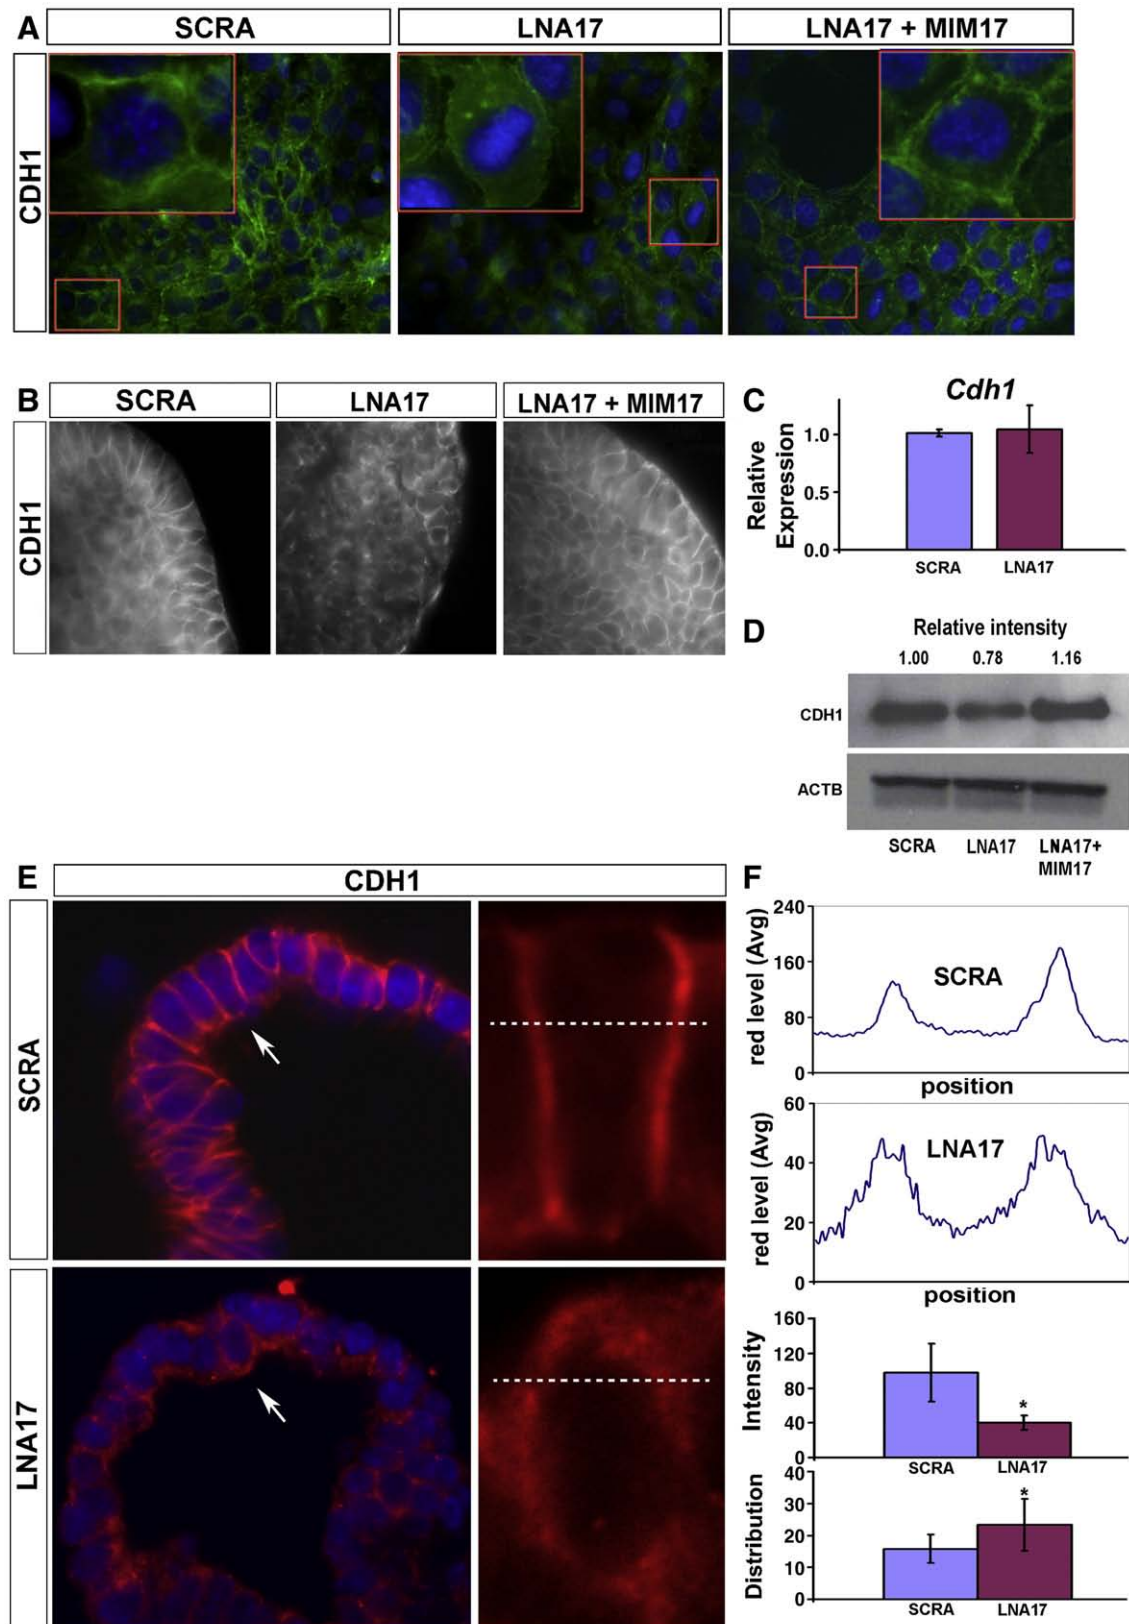 A
SCRA
LNA17
LNA17 + MIM17
CDH1
B
SCRA
LNA17
LNA17 + MIM17
CDH1
C
Cdh1
Relative
Expression
1.0
0.5
0.0
SCRA
LNA17
D
Relative intensity
1.00 0.78 1.16
CDH1
ACTB
SCRA LNA17 LNA17+
MIM17
E
CDH1
SCRA
LNA17
F
red level (Avg)
240
160
80
0
SCRA
position
red level (Avg)
60
40
20
0
LNA17
position
Intensity
160
120
80
40
0
*
SCRA
LNA17
Distribution
40
30
20
10
0
*
SCRA
LNA17